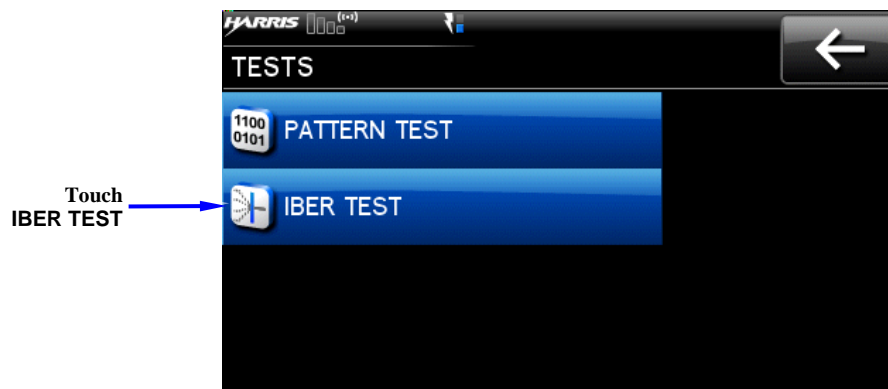 HARRIS
TESTS
1100
0101
PATTERN TEST
Touch
IBER TEST
IBER TEST